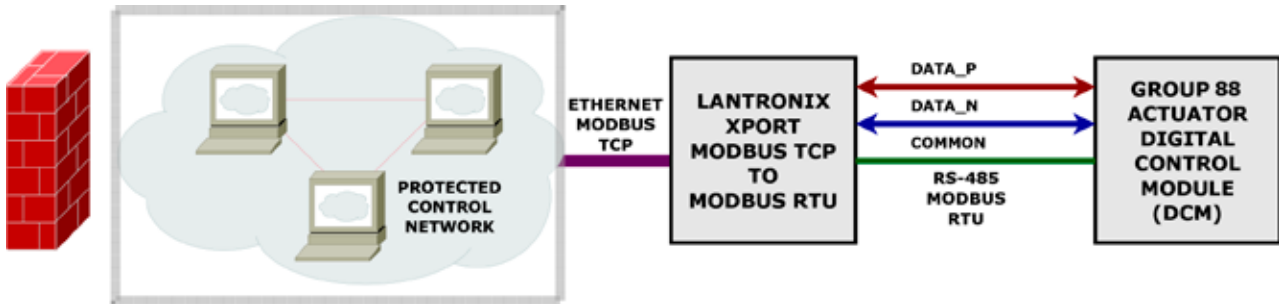 PROTECTED
CONTROL
NETWORK
ETHERNET
MODBUS
TCP
LANTRONIX
XPORT
MODBUS TCP
TO
MODBUS RTU
DATA_P
DATA_N
COMMON
RS-485
MODBUS
RTU
GROUP 88
ACTUATOR
DIGITAL
CONTROL
MODULE
(DCM)